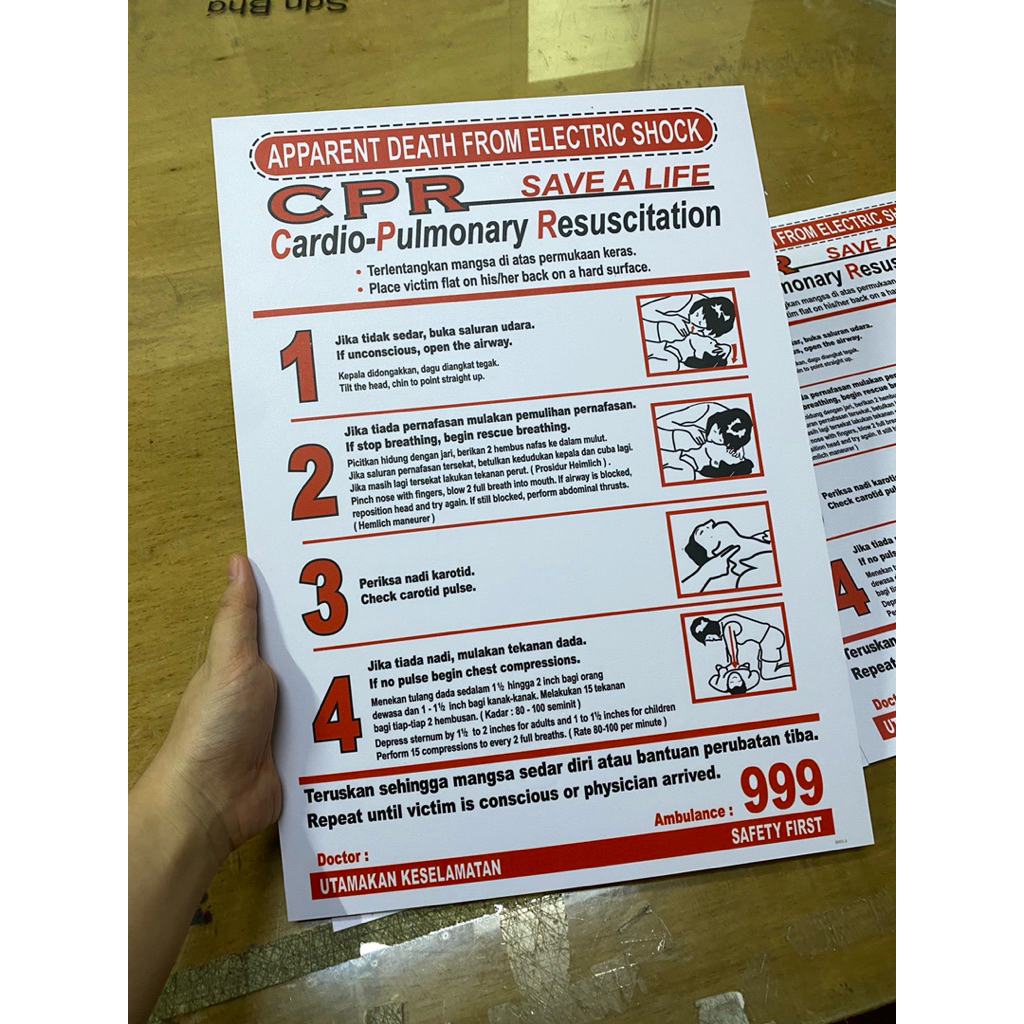 Sdn Bha
APPARENT DEATH FROM ELECTRIC SHOCK
CPR SAVE A LIFE
Cardio-Pulmonary Resuscitation
• Terlentangkan mangsa di atas permukaan keras.
• Place victim flat on his/her back on a hard surface.
1
Jika tidak sedar, buka saluran udara.
If unconscious, open the airway.
Kepala didongakkan, dagu diangkat tegak.
Tilt the head, chin to point straight up.
2
Jika tiada pernafasan mulakan pemulihan pernafasan.
If stop breathing, begin rescue breathing.
Picitkan hidung dengan jari, berikan 2 hembus nafas ke dalam mulut.
Jika saluran pernafasan tersekat, betulkan kedudukan kepala dan cuba lagi.
Jika masih lagi tersekat lakukan tekanan perut. ( Prosidur Heimlich ) .
Pinch nose with fingers, blow 2 full breath into mouth. If airway is blocked,
reposition head and try again. If still blocked, perform abdominal thrusts.
( Hemlich maneurer )
3
Periksa nadi karotid.
Check carotid pulse.
4
Jika tiada nadi, mulakan tekanan dada.
If no pulse begin chest compressions.
Menekan tulang dada sedalam 1½ hingga 2 inch bagi orang
dewasa dan 1 - 1½ inch bagi kanak-kanak. Melakukan 15 tekanan
bagi tiap-tiap 2 hembusan. ( Kadar : 80 - 100 seminit )
Depress sternum by 1½ to 2 inches for adults and 1 to 1½ inches for children
Perform 15 compressions to every 2 full breaths. ( Rate 80-100 per minute )
Teruskan sehingga mangsa sedar diri atau bantuan perubatan tiba.
Repeat until victim is conscious or physician arrived.
Ambulance : 999
Doctor :
UTAMAKAN KESELAMATAN SAFETY FIRST
FROM ELECTRIC
SAVE A